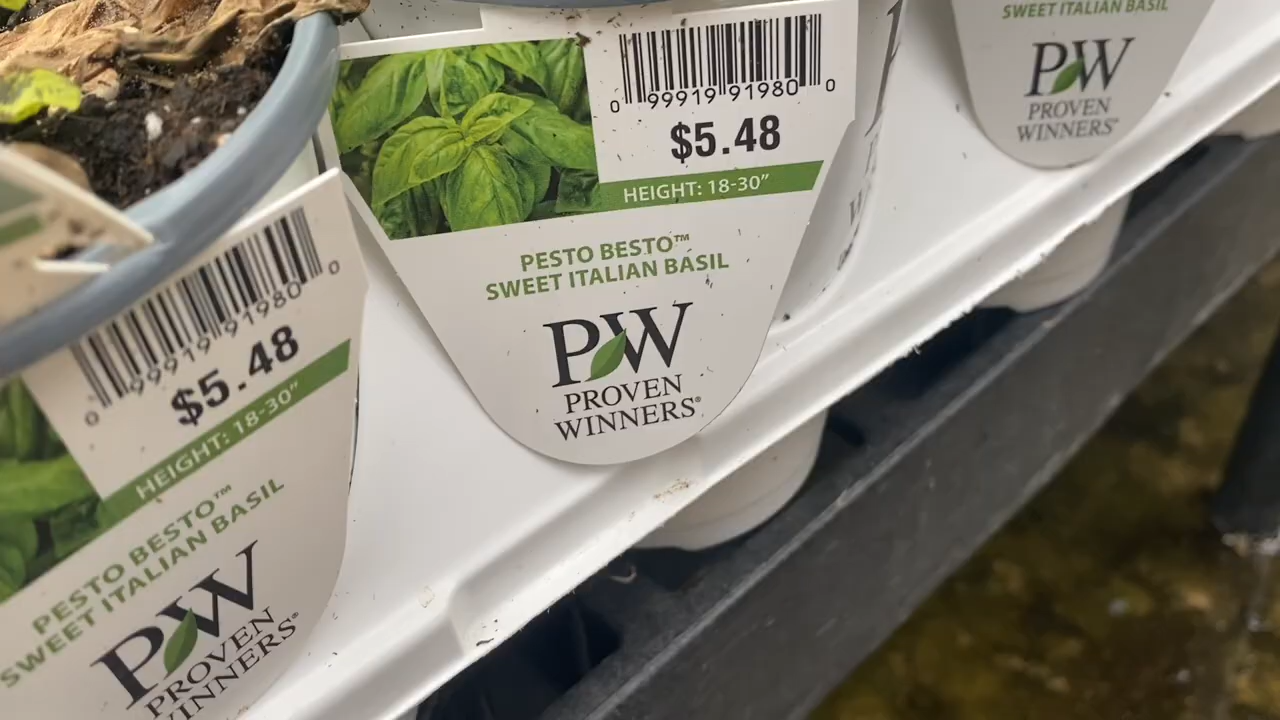 0 99919 91980 0
$5.48
HEIGHT: 18-30”
PESTO BESTO™
SWEET ITALIAN BASIL
PW
PROVEN
WINNERS®
0 99919 91980 0
$5.48
HEIGHT: 18-30”
PESTO BESTO™
SWEET ITALIAN BASIL
PW
PROVEN
WINNERS®
SWEET ITALIAN BASIL
PW
PROVEN
WINNERS®